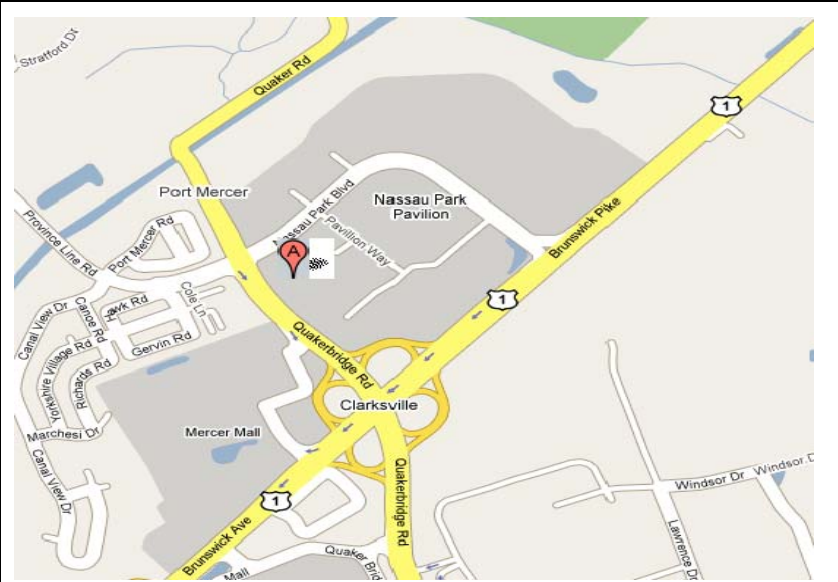 Stratford Dr
Quaker Rd
1
Port Mercer
Nassau Park Blvd
Nassau Park
Pavilion
Brunswick Pike
Province Line Rd
Port Mercer Rd
Pavillion Way
A
Hawk Rd
Cole Ln
1
Canal View Dr
Canoe Rd
Gervin Rd
Quakerbridge Rd
Yorkshire Village Rd
Richards Rd
Clarksville
Marchesi Dr
Mercer Mall
Canal View Dr
Quakerbridge Rd
Windsor Dr
Windsor D
1
Brunswick Ave
Lawrence Dr
Quaker Brid
Mall